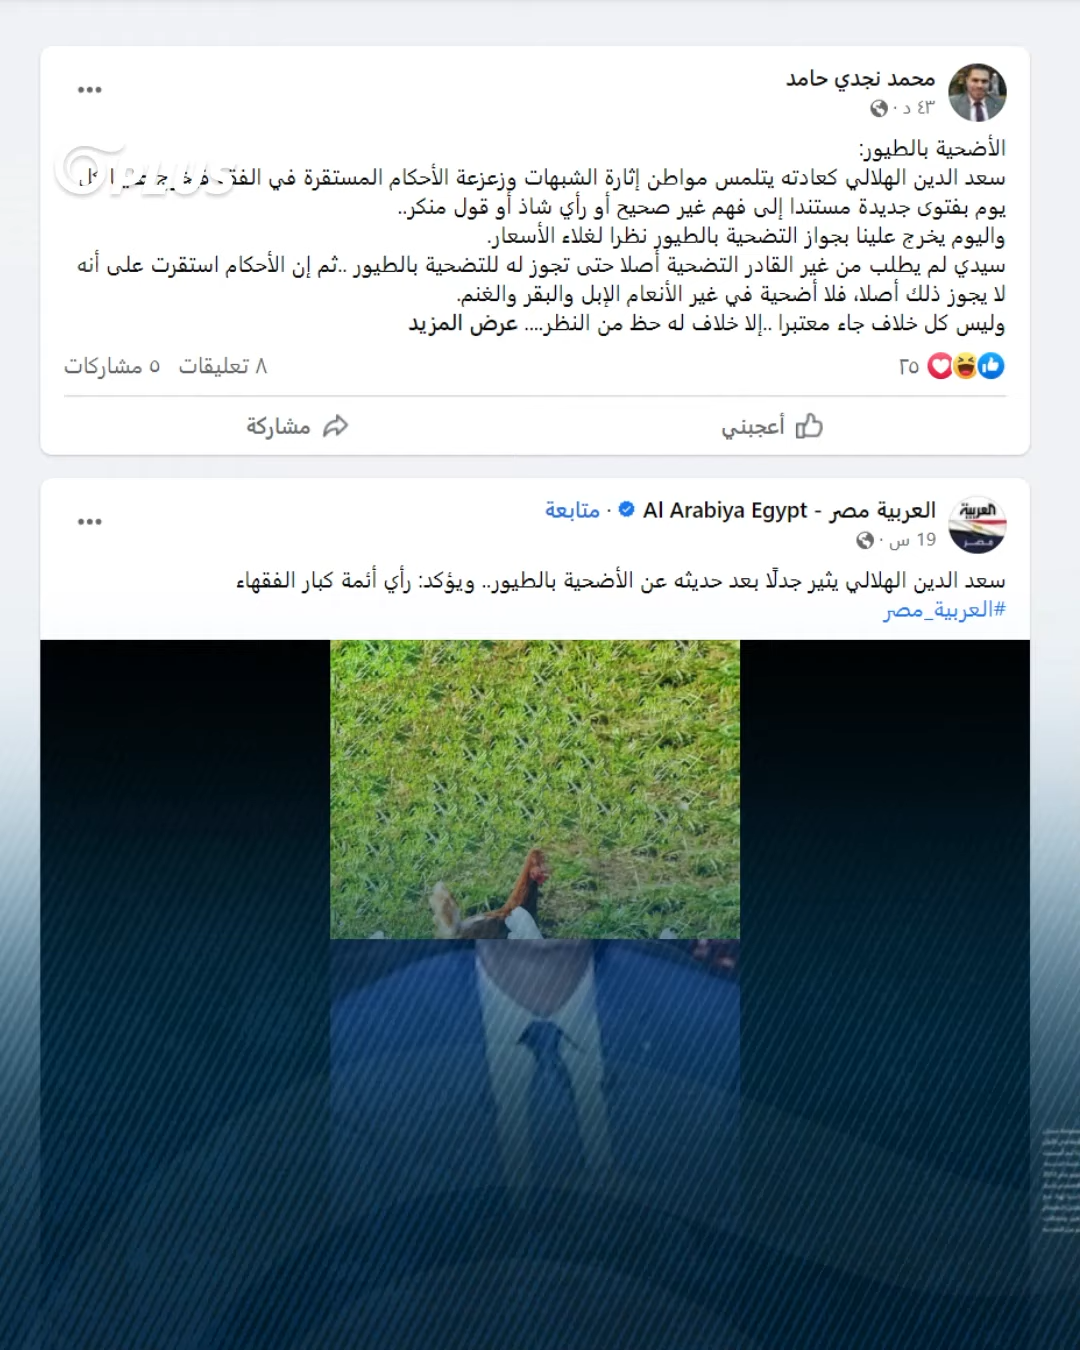 محمد نجدي حامد
٤٣ د ·
الأضحية بالطيور:
سعد الدين الهلالي كعادته يتلمس مواطن إثارة الشبهات وزعزعة الأحكام المستقرة في الفقه كل
يوم بفتوى جديدة مستندا إلى فهم غير صحيح أو رأي شاذ أو قول منكر..
واليوم يخرج علينا بجواز التضحية بالطيور نظرا لغلاء الأسعار.
سيدي لم يطلب من غير القادر التضحية أصلا حتى تجوز له للتضحية بالطيور ..ثم إن الأحكام استقرت على أنه
لا يجوز ذلك أصلا، فلا أضحية في غير الأنعام الإبل والبقر والغنم.
وليس كل خلاف جاء معتبرا ..إلا خلاف له حظ من النظر.... عرض المزيد
٢٥
٨ تعليقات ٥ مشاركات
أعجبني
مشاركة
PLUS
العربية مصر - Al Arabiya Egypt · متابعة
19 س ·
العربية
مصر
سعد الدين الهلالي يثير جدلًا بعد حديثه عن الأضحية بالطيور.. ويؤكد: رأي أئمة كبار الفقهاء
#العربية_مصر